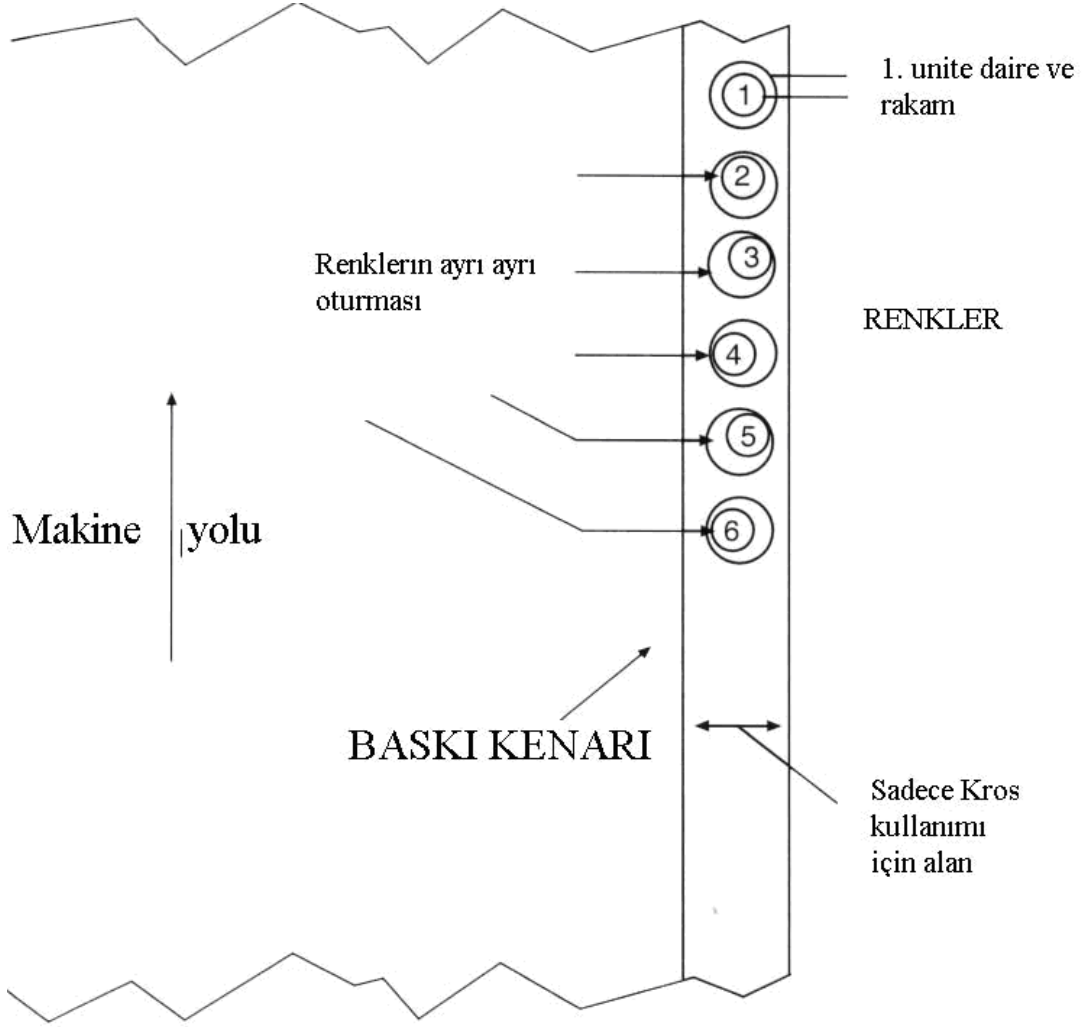 1. unite daire ve
rakam
1
2
3
4
5
6
Renklerın ayrı ayrı
oturması
RENKLER
Makine yolu
BASKI KENARI
Sadece Kros
kullanımı
için alan